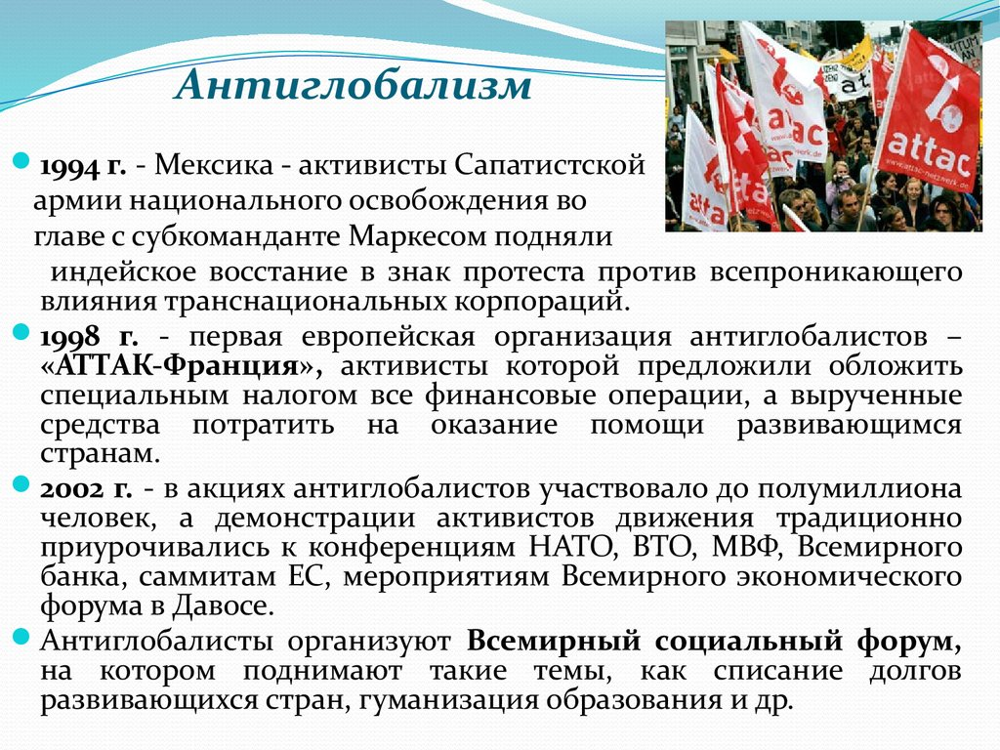 Антиглобализм
1994 г. - Мексика - активисты Сапатистской
армии национального освобождения во
главе с субкоманданте Маркесом подняли
индейское восстание в знак протеста против всепроникающего
влияния транснациональных корпораций.
1998 г. - первая европейская организация антиглобалистов –
«АТТАК-Франция», активисты которой предложили обложить
специальным налогом все финансовые операции, а вырученные
средства потратить на оказание помощи развивающимся
странам.
2002 г. - в акциях антиглобалистов участвовало до полумиллиона
человек, а демонстрации активистов движения традиционно
приурочивались к конференциям НАТО, ВТО, МВФ, Всемирного
банка, саммитам ЕС, мероприятиям Всемирного экономического
форума в Давосе.
Антиглобалисты организуют Всемирный социальный форум,
на котором поднимают такие темы, как списание долгов
развивающихся стран, гуманизация образования и др.
attac
attac
www.attac-netzwerk.de
attac